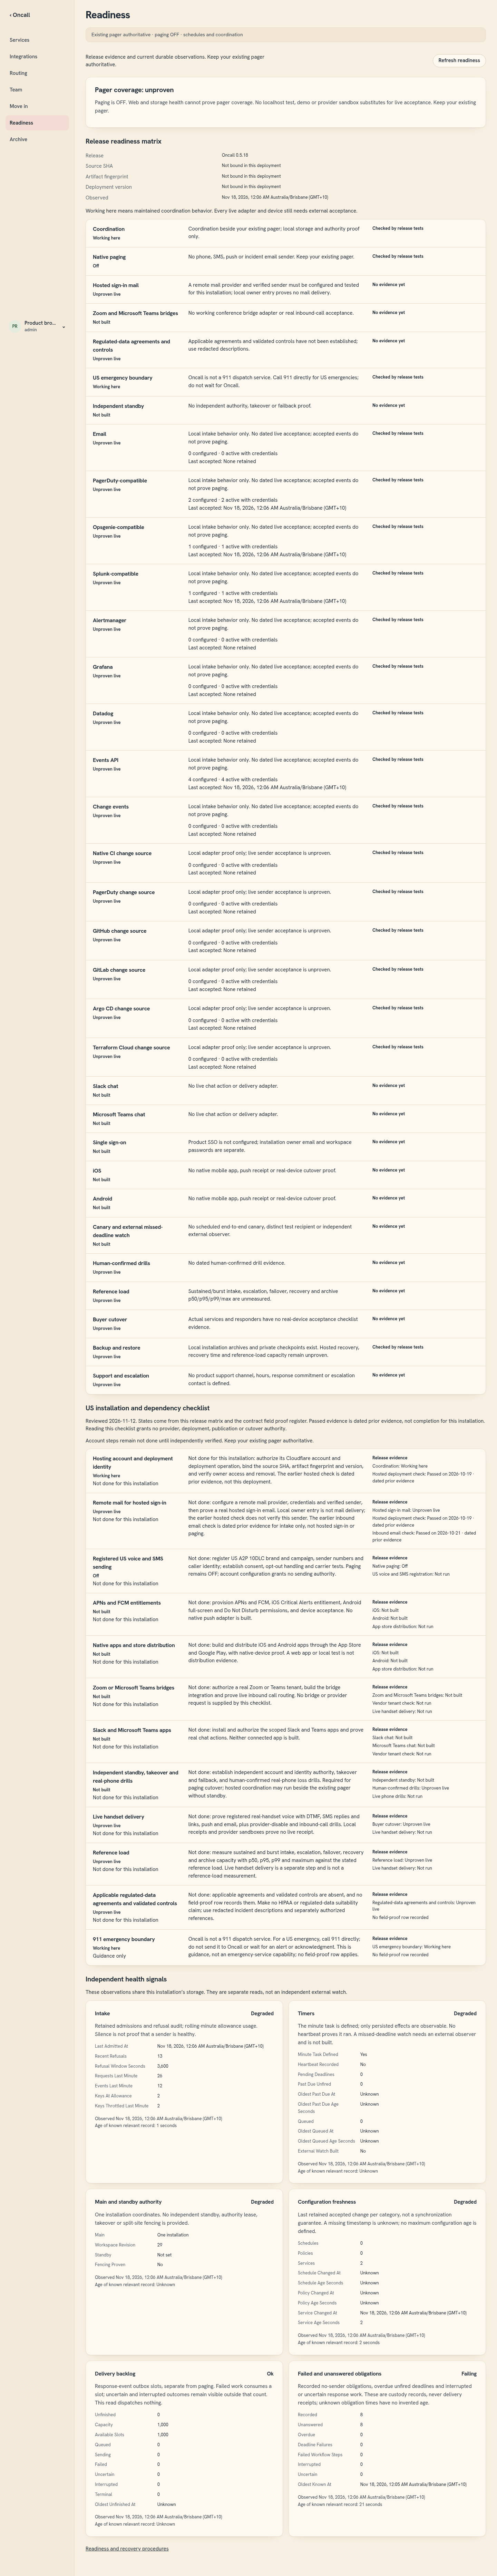 ‹ Oncall
Services
Integrations
Routing
Team
Move in
Readiness
Archive
PB
Product bro...
admin
Readiness
Existing pager authoritative · paging OFF · schedules and coordination
Release evidence and current durable observations. Keep your existing pager
authoritative.
Refresh readiness
Pager coverage: unproven
Paging is OFF. Web and storage health cannot prove pager coverage. No localhost test, demo or provider sandbox substitutes for live acceptance. Keep your existing
pager.
Release readiness matrix
Release
Oncall 0.5.18
Source SHA
Not bound in this deployment
Artifact fingerprint
Not bound in this deployment
Deployment version
Not bound in this deployment
Observed
Nov 18, 2026, 12:06 AM Australia/Brisbane (GMT+10)
Working here means maintained coordination behavior. Every live adapter and device still needs external acceptance.
Coordination
Working here
Coordination beside your existing pager; local storage and authority proof
only.
Checked by release tests
Native paging
Off
No phone, SMS, push or incident email sender. Keep your existing pager.
Checked by release tests
Hosted sign-in mail
Unproven live
A remote mail provider and verified sender must be configured and tested
for this installation; local owner entry proves no mail delivery.
No evidence yet
Zoom and Microsoft Teams bridges
Not built
No working conference bridge adapter or real inbound-call acceptance.
No evidence yet
Regulated-data agreements and
controls
Unproven live
Applicable agreements and validated controls have not been established;
use redacted descriptions.
No evidence yet
US emergency boundary
Working here
Oncall is not a 911 dispatch service. Call 911 directly for US emergencies;
do not wait for Oncall.
Checked by release tests
Independent standby
Not built
No independent authority, takeover or failback proof.
No evidence yet
Email
Unproven live
Local intake behavior only. No dated live acceptance; accepted events do
not prove paging.
0 configured · 0 active with credentials
Last accepted: None retained
Checked by release tests
PagerDuty-compatible
Unproven live
Local intake behavior only. No dated live acceptance; accepted events do
not prove paging.
2 configured · 2 active with credentials
Last accepted: Nov 18, 2026, 12:06 AM Australia/Brisbane (GMT+10)
Checked by release tests
Opsgenie-compatible
Unproven live
Local intake behavior only. No dated live acceptance; accepted events do
not prove paging.
1 configured · 1 active with credentials
Last accepted: Nov 18, 2026, 12:06 AM Australia/Brisbane (GMT+10)
Checked by release tests
Splunk-compatible
Unproven live
Local intake behavior only. No dated live acceptance; accepted events do
not prove paging.
1 configured · 1 active with credentials
Last accepted: Nov 18, 2026, 12:06 AM Australia/Brisbane (GMT+10)
Checked by release tests
Alertmanager
Unproven live
Local intake behavior only. No dated live acceptance; accepted events do
not prove paging.
0 configured · 0 active with credentials
Last accepted: None retained
Checked by release tests
Grafana
Unproven live
Local intake behavior only. No dated live acceptance; accepted events do
not prove paging.
0 configured · 0 active with credentials
Last accepted: None retained
Checked by release tests
Datadog
Unproven live
Local intake behavior only. No dated live acceptance; accepted events do
not prove paging.
0 configured · 0 active with credentials
Last accepted: None retained
Checked by release tests
Events API
Unproven live
Local intake behavior only. No dated live acceptance; accepted events do
not prove paging.
4 configured · 4 active with credentials
Last accepted: Nov 18, 2026, 12:06 AM Australia/Brisbane (GMT+10)
Checked by release tests
Change events
Unproven live
Local intake behavior only. No dated live acceptance; accepted events do
not prove paging.
0 configured · 0 active with credentials
Last accepted: None retained
Checked by release tests
Native CI change source
Unproven live
Local adapter proof only; live sender acceptance is unproven.
0 configured · 0 active with credentials
Last accepted: None retained
Checked by release tests
PagerDuty change source
Unproven live
Local adapter proof only; live sender acceptance is unproven.
0 configured · 0 active with credentials
Last accepted: None retained
Checked by release tests
GitHub change source
Unproven live
Local adapter proof only; live sender acceptance is unproven.
0 configured · 0 active with credentials
Last accepted: None retained
Checked by release tests
GitLab change source
Unproven live
Local adapter proof only; live sender acceptance is unproven.
0 configured · 0 active with credentials
Last accepted: None retained
Checked by release tests
Argo CD change source
Unproven live
Local adapter proof only; live sender acceptance is unproven.
0 configured · 0 active with credentials
Last accepted: None retained
Checked by release tests
Terraform Cloud change source
Unproven live
Local adapter proof only; live sender acceptance is unproven.
0 configured · 0 active with credentials
Last accepted: None retained
Checked by release tests
Slack chat
Not built
No live chat action or delivery adapter.
No evidence yet
Microsoft Teams chat
Not built
No live chat action or delivery adapter.
No evidence yet
Single sign-on
Not built
Product SSO is not configured; installation owner email and workspace
passwords are separate.
No evidence yet
iOS
Not built
No native mobile app, push receipt or real-device cutover proof.
No evidence yet
Android
Not built
No native mobile app, push receipt or real-device cutover proof.
No evidence yet
Canary and external missed-
deadline watch
Not built
No scheduled end-to-end canary, distinct test recipient or independent
external observer.
No evidence yet
Human-confirmed drills
Unproven live
No dated human-confirmed drill evidence.
No evidence yet
Reference load
Unproven live
Sustained/burst intake, escalation, failover, recovery and archive
p50/p95/p99/max are unmeasured.
No evidence yet
Buyer cutover
Unproven live
Actual services and responders have no real-device acceptance checklist
evidence.
No evidence yet
Backup and restore
Unproven live
Local installation archives and private checkpoints exist. Hosted recovery,
recovery time and reference-load capacity remain unproven.
Checked by release tests
Support and escalation
Unproven live
No product support channel, hours, response commitment or escalation
contact is defined.
No evidence yet
US installation and dependency checklist
Reviewed 2026-11-12. States come from this release matrix and the contract field proof register. Passed evidence is dated prior evidence, not completion for this installation.
Reading this checklist grants no provider, deployment, publication or cutover authority.
Account steps remain not done until independently verified. Keep your existing pager authoritative.
Hosting account and deployment
identity
Working here
Not done for this installation
Not done for this installation; authorize its Cloudflare account and
deployment operation, bind the source SHA, artifact fingerprint and version,
and verify owner access and removal. The earlier hosted check is dated
prior evidence, not this deployment.
Release evidence
Coordination: Working here
Hosted deployment check: Passed on 2026-10-19 ·
dated prior evidence
Remote mail for hosted sign-in
Unproven live
Not done for this installation
Not done: configure a remote mail provider, credentials and verified sender,
then prove a real hosted sign-in email. Local owner entry is not mail delivery;
the earlier hosted check does not verify this sender. The earlier inbound
email check is dated prior evidence for intake only, not hosted sign-in or
paging.
Release evidence
Hosted sign-in mail: Unproven live
Hosted deployment check: Passed on 2026-10-19 ·
dated prior evidence
Inbound email check: Passed on 2026-10-21 · dated
prior evidence
Registered US voice and SMS
sending
Off
Not done for this installation
Not done: register US A2P 10DLC brand and campaign, sender numbers and
caller identity; establish consent, opt-out handling and carrier tests. Paging
remains OFF; account configuration grants no sending authority.
Release evidence
Native paging: Off
US voice and SMS registration: Not run
APNs and FCM entitlements
Not built
Not done for this installation
Not done: provision APNs and FCM, iOS Critical Alerts entitlement, Android
full-screen and Do Not Disturb permissions, and device acceptance. No
native push adapter is built.
Release evidence
iOS: Not built
Android: Not built
App store distribution: Not run
Native apps and store distribution
Not built
Not done for this installation
Not done: build and distribute iOS and Android apps through the App Store
and Google Play, with native-device proof. A web app or local test is not
distribution evidence.
Release evidence
iOS: Not built
Android: Not built
App store distribution: Not run
Zoom or Microsoft Teams bridges
Not built
Not done for this installation
Not done: authorize a real Zoom or Teams tenant, build the bridge
integration and prove live inbound call routing. No bridge or provider
request is supplied by this checklist.
Release evidence
Zoom and Microsoft Teams bridges: Not built
Vendor tenant check: Not run
Live handset delivery: Not run
Slack and Microsoft Teams apps
Not built
Not done for this installation
Not done: install and authorize the scoped Slack and Teams apps and prove
real chat actions. Neither connected app is built.
Release evidence
Slack chat: Not built
Microsoft Teams chat: Not built
Vendor tenant check: Not run
Independent standby, takeover and
real-phone drills
Not built
Not done for this installation
Not done: establish independent account and identity authority, takeover
and failback, and human-confirmed real-phone loss drills. Required for
paging cutover; hosted coordination may run beside the existing pager
without standby.
Release evidence
Independent standby: Not built
Human-confirmed drills: Unproven live
Live phone drills: Not run
Live handset delivery
Unproven live
Not done for this installation
Not done: prove registered real-handset voice with DTMF, SMS replies and
links, push and email, plus provider-disable and inbound-call drills. Local
receipts and provider sandboxes prove no live receipt.
Release evidence
Buyer cutover: Unproven live
Live handset delivery: Not run
Reference load
Unproven live
Not done for this installation
Not done: measure sustained and burst intake, escalation, failover, recovery
and archive capacity with p50, p95, p99 and maximum against the stated
reference load. Live handset delivery is a separate step and is not a
reference-load measurement.
Release evidence
Reference load: Unproven live
Live handset delivery: Not run
Applicable regulated-data
agreements and validated controls
Unproven live
Not done for this installation
Not done: applicable agreements and validated controls are absent, and no
field-proof row records them. Make no HIPAA or regulated-data suitability
claim; use redacted incident descriptions and separately authorized
references.
Release evidence
Regulated-data agreements and controls: Unproven
live
No field-proof row recorded
911 emergency boundary
Working here
Guidance only
Oncall is not a 911 dispatch service. For a US emergency, call 911 directly;
do not send it to Oncall or wait for an alert or acknowledgment. This is
guidance, not an emergency-service capability; no field-proof row applies.
Release evidence
US emergency boundary: Working here
No field-proof row recorded
Independent health signals
These observations share this installation's storage. They are separate reads, not an independent external watch.
Intake
Degraded
Retained admissions and refusal audit; rolling-minute allowance usage.
Silence is not proof that a sender is healthy.
Last Admitted At
Nov 18, 2026, 12:06 AM Australia/Brisbane (GMT+10)
Recent Refusals
13
Refusal Window Seconds
3,600
Requests Last Minute
26
Events Last Minute
12
Keys At Allowance
2
Keys Throttled Last Minute
2
Observed Nov 18, 2026, 12:06 AM Australia/Brisbane (GMT+10)
Age of known relevant record: 1 seconds
Timers
Degraded
The minute task is defined; only persisted effects are observable. No
heartbeat proves it ran. A missed-deadline watch needs an external observer
and is not built.
Minute Task Defined
Yes
Heartbeat Recorded
No
Pending Deadlines
0
Past Due Unfired
0
Oldest Past Due At
Unknown
Oldest Past Due Age
Seconds
Unknown
Queued
0
Oldest Queued At
Unknown
Oldest Queued Age Seconds
Unknown
External Watch Built
No
Observed Nov 18, 2026, 12:06 AM Australia/Brisbane (GMT+10)
Age of known relevant record: Unknown
Main and standby authority
Degraded
One installation coordinates. No independent standby, authority lease,
takeover or split-site fencing is provided.
Main
One installation
Workspace Revision
29
Standby
Not set
Fencing Proven
No
Observed Nov 18, 2026, 12:06 AM Australia/Brisbane (GMT+10)
Age of known relevant record: Unknown
Configuration freshness
Degraded
Last retained accepted change per category, not a synchronization
guarantee. A missing timestamp is unknown; no maximum configuration age is
defined.
Schedules
0
Policies
0
Services
2
Schedule Changed At
Unknown
Schedule Age Seconds
Unknown
Policy Changed At
Unknown
Policy Age Seconds
Unknown
Service Changed At
Nov 18, 2026, 12:06 AM Australia/Brisbane (GMT+10)
Service Age Seconds
2
Observed Nov 18, 2026, 12:06 AM Australia/Brisbane (GMT+10)
Age of known relevant record: 2 seconds
Delivery backlog
Ok
Response-event outbox slots, separate from paging. Failed work consumes a
slot; uncertain and interrupted outcomes remain visible outside that count.
This read dispatches nothing.
Unfinished
0
Capacity
1,000
Available Slots
1,000
Queued
0
Sending
0
Failed
0
Uncertain
0
Interrupted
0
Terminal
0
Oldest Unfinished At
Unknown
Observed Nov 18, 2026, 12:06 AM Australia/Brisbane (GMT+10)
Age of known relevant record: Unknown
Failed and unanswered obligations
Failing
Recorded no-sender obligations, overdue unfired deadlines and interrupted
or uncertain response work. These are custody records, never delivery
receipts; unknown obligation times have no invented age.
Recorded
8
Unanswered
8
Overdue
0
Deadline Failures
0
Failed Workflow Steps
0
Interrupted
0
Uncertain
0
Oldest Known At
Nov 18, 2026, 12:05 AM Australia/Brisbane (GMT+10)
Observed Nov 18, 2026, 12:06 AM Australia/Brisbane (GMT+10)
Age of known relevant record: 21 seconds
Readiness and recovery procedures